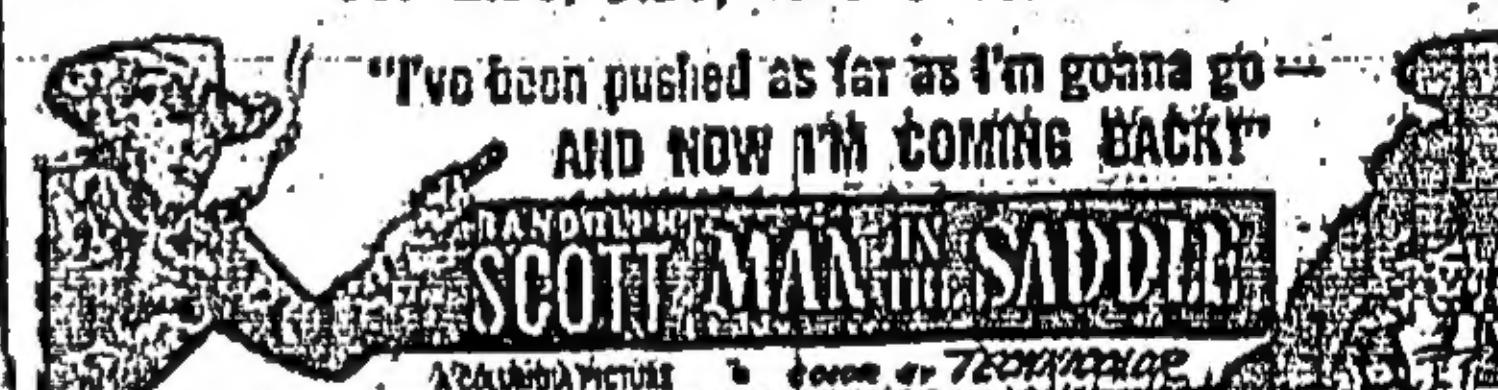 "I've been pushed as far as I'm gonna go —
AND NOW I'M COMING BACK!"
RANDOLPH
SCOTT MAN IN THE SADDLE
A COLUMBIA PICTURE COLOR BY TECHNICOLOR